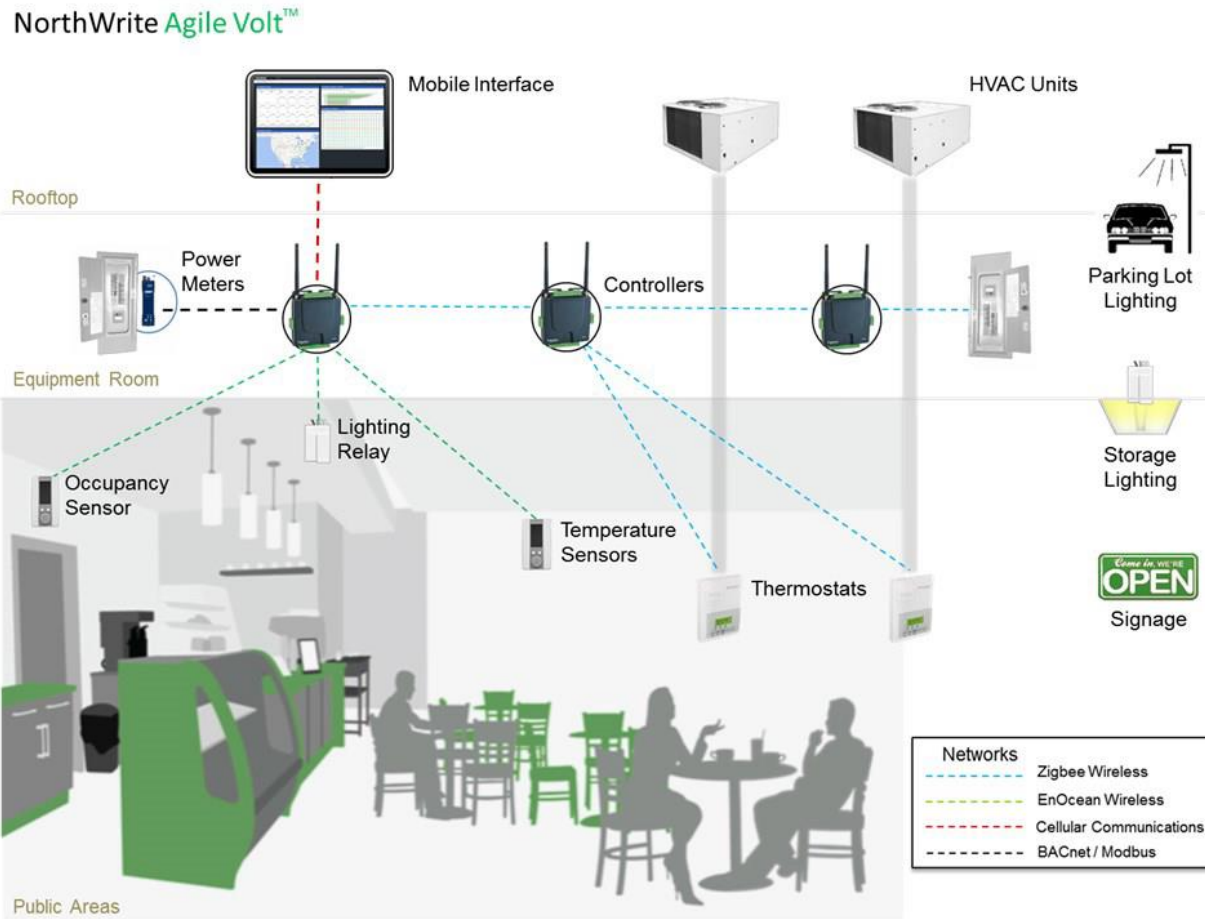 NorthWrite Agile Volt™
Mobile Interface
HVAC Units
Rooftop
Power
Meters
Controllers
Parking Lot
Lighting
Equipment Room
Lighting
Relay
Occupancy
Sensor
Storage
Lighting
Temperature
Sensors
Thermostats
Come in, WE'RE
OPEN
Signage
Networks
Zigbee Wireless
EnOcean Wireless
Cellular Communications
BACnet / Modbus
Public Areas